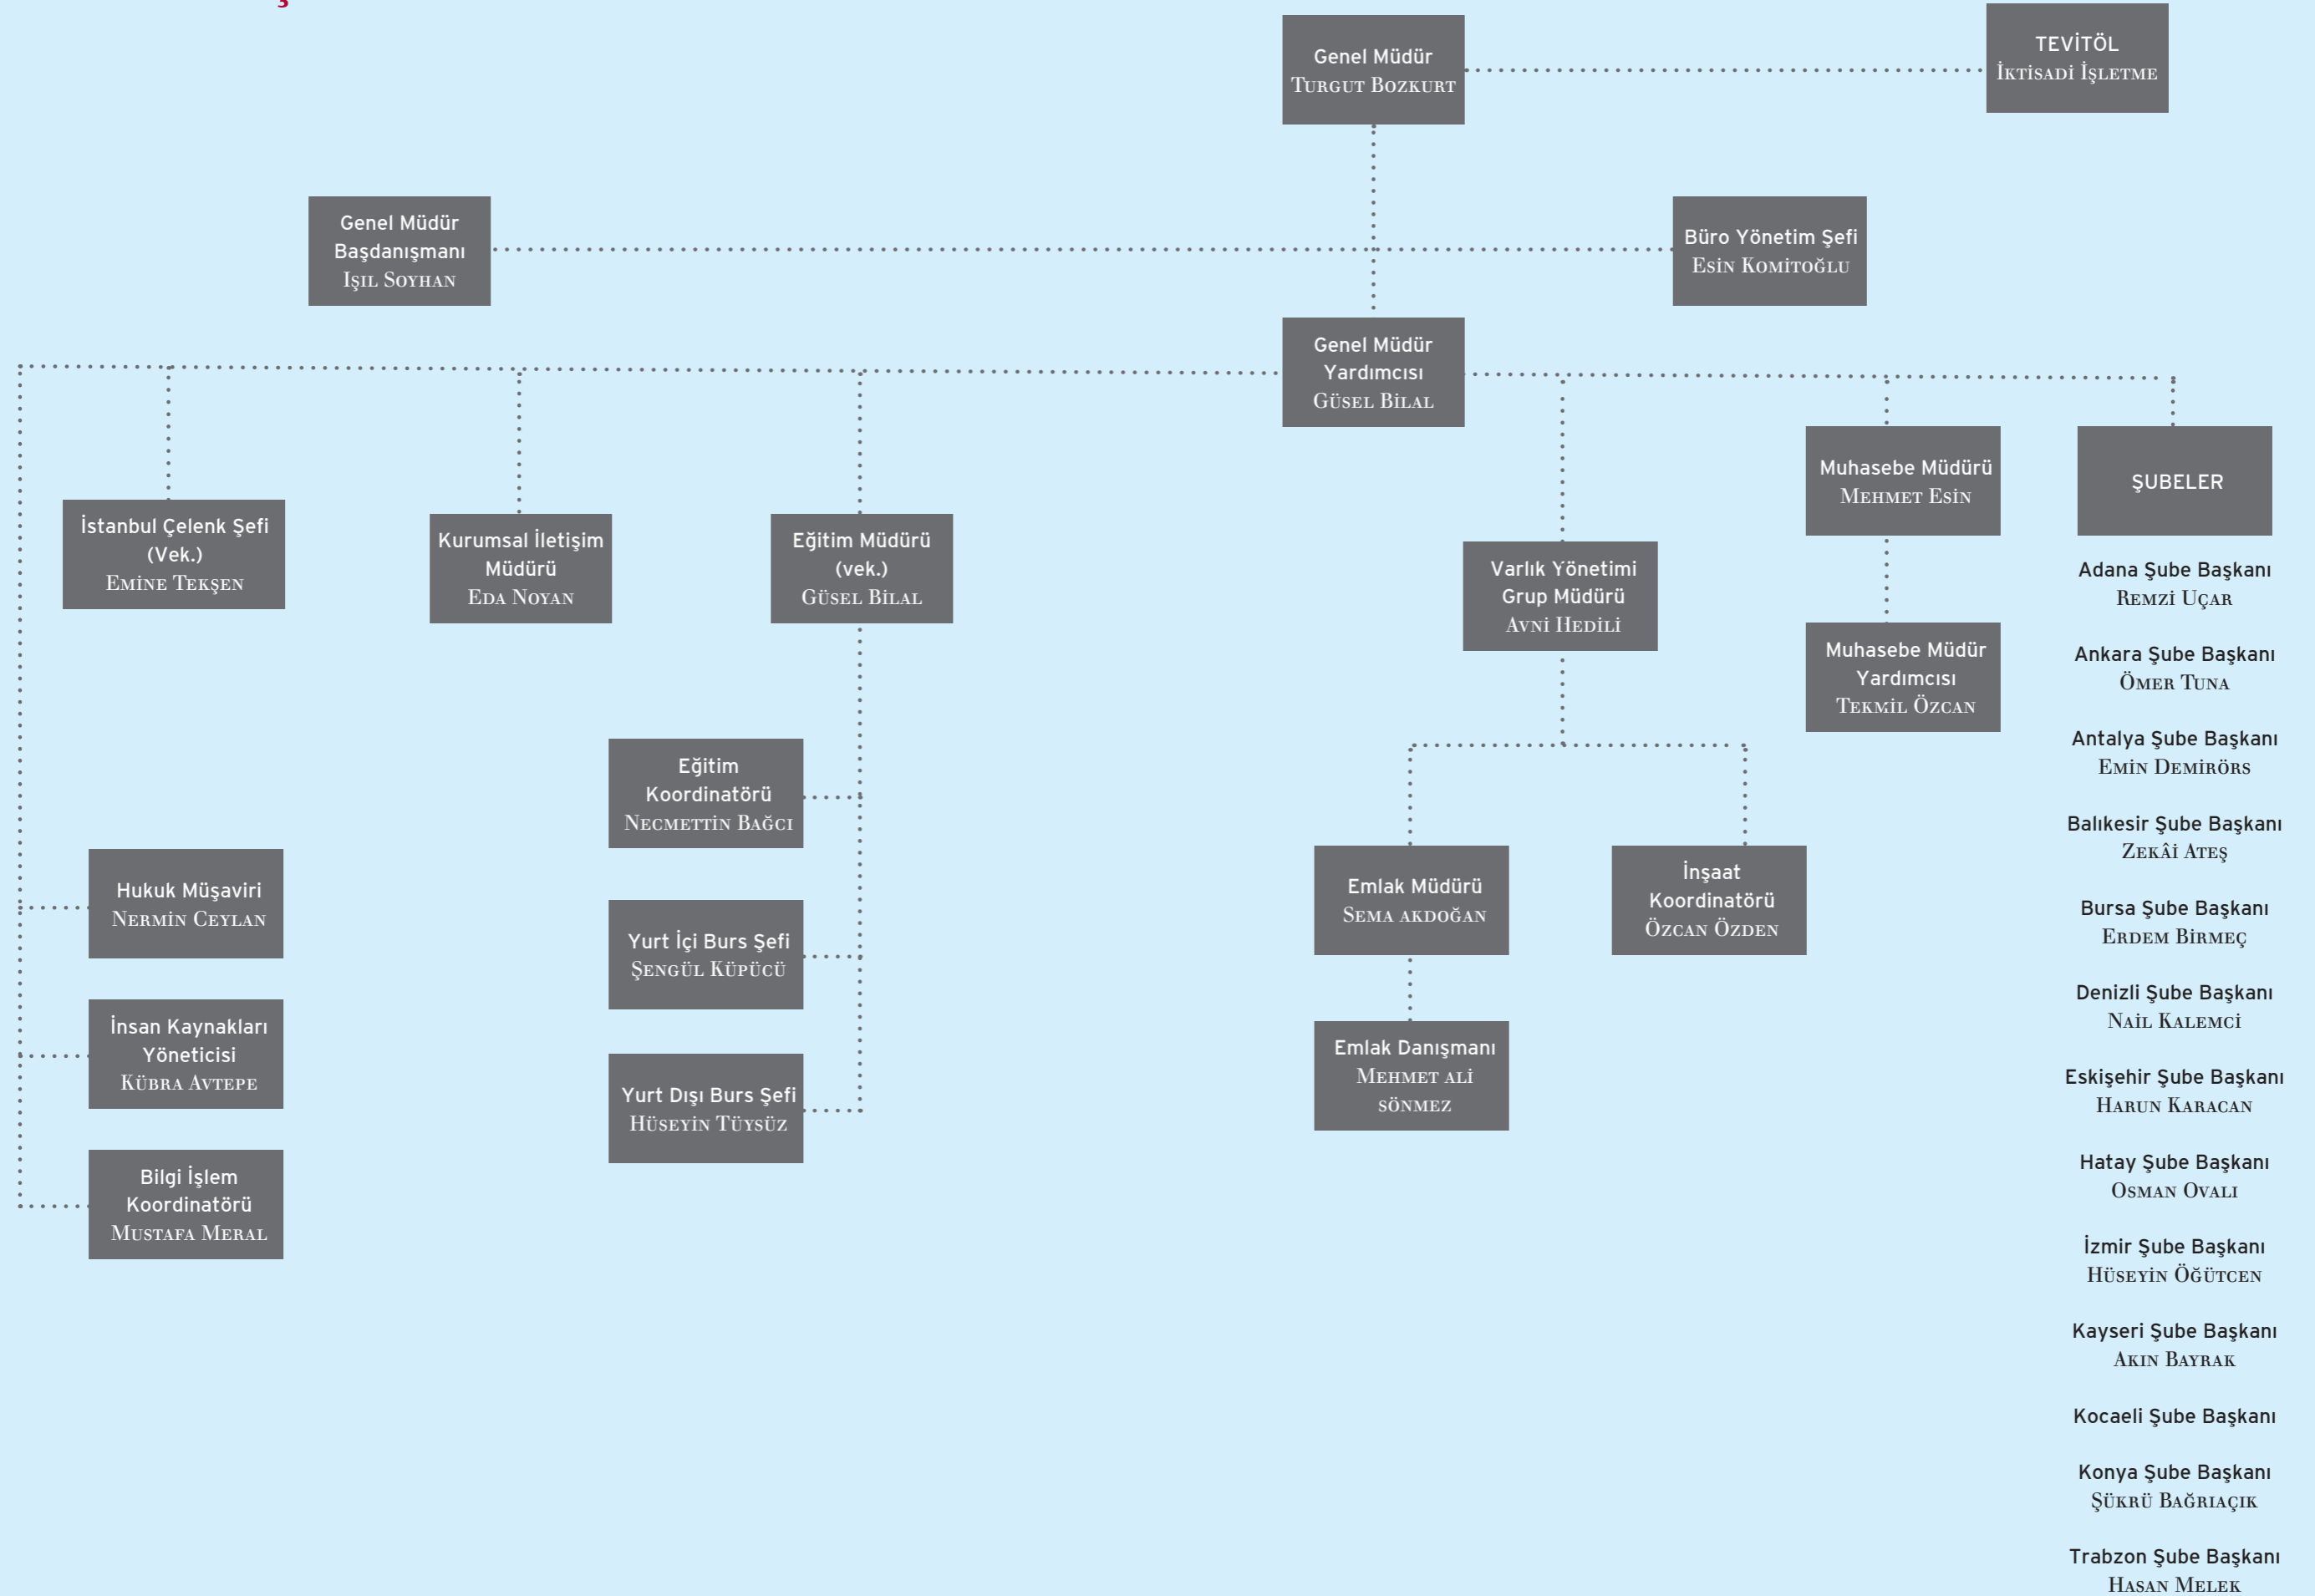 Genel Müdür
Turgut Bozkurt
TEVİTÖL
İktisadi İşletme
Genel Müdür
Başdanışmanı
Işıl Soyhan
Büro Yönetim Şefi
Esin Komitoğlu
Genel Müdür
Yardımcısı
Güsel Bilal
İstanbul Çelenk Şefi
(Vek.)
Emine Tekşen
Kurumsal İletişim
Müdürü
Eda Noyan
Eğitim Müdürü
(vek.)
Güsel Bilal
Varlık Yönetimi
Grup Müdürü
Avni Hedili
Muhasebe Müdürü
Mehmet Esin
Muhasebe Müdür
Yardımcısı
Tekmil Özcan
Eğitim
Koordinatörü
Necmettin Bağcı
Yurt İçi Burs Şefi
Şengül Küpücü
Yurt Dışı Burs Şefi
Hüseyin Tüysüz
Hukuk Müşaviri
Nermin Ceylan
İnsan Kaynakları
Yöneticisi
Kübra Avtepe
Bilgi İşlem
Koordinatörü
Mustafa Meral
Emlak Müdürü
Sema akdoğan
İnşaat
Koordinatörü
Özcan Özden
Emlak Danışmanı
Mehmet ali
sönmez
ŞUBELER
Adana Şube Başkanı
Remzi Uçar
Ankara Şube Başkanı
Ömer Tuna
Antalya Şube Başkanı
Emin Demirörs
Balıkesir Şube Başkanı
Zekâi Ateş
Bursa Şube Başkanı
Erdem Birmeç
Denizli Şube Başkanı
Nail Kalemci
Eskişehir Şube Başkanı
Harun Karacan
Hatay Şube Başkanı
Osman Ovalı
İzmir Şube Başkanı
Hüseyin Öğütcen
Kayseri Şube Başkanı
Akın Bayrak
Kocaeli Şube Başkanı
Konya Şube Başkanı
Şükrü Bağrıaçık
Trabzon Şube Başkanı
Hasan Melek